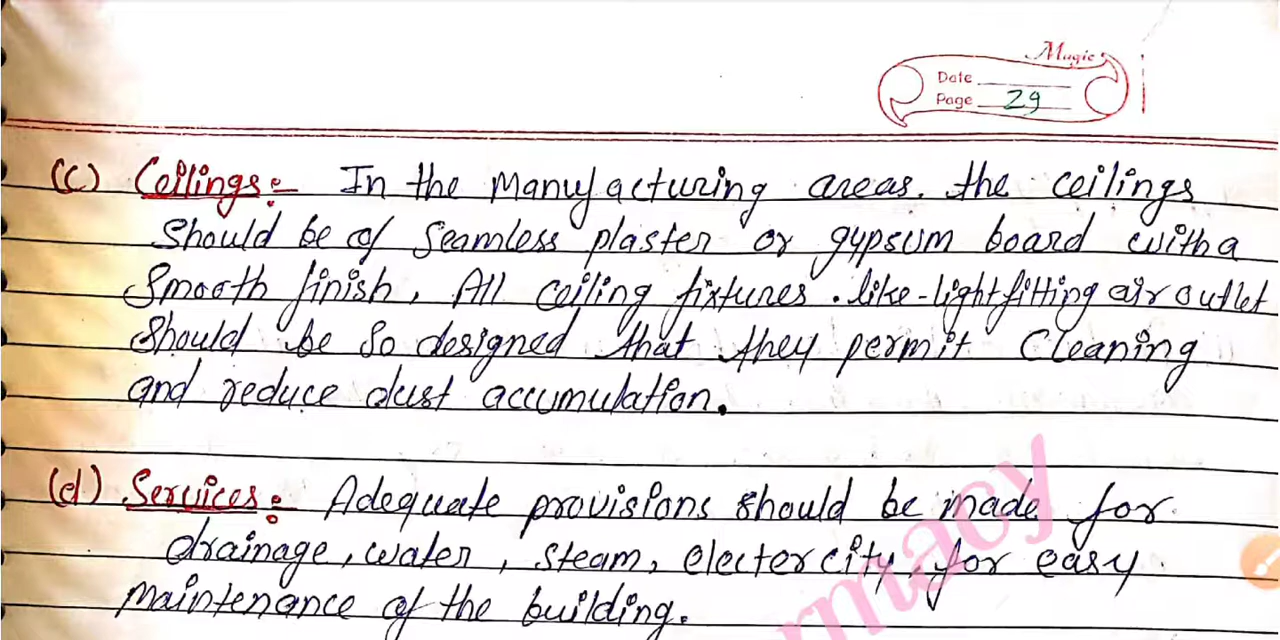 Magic
Date
Page 29
(c) Ceilings:- In the Manufacturing areas. the ceilings
Should be of Seamless plaster or gypsum board with a
Smooth finish. All ceiling fixtures. like-light fitting air outlet
Should be So designed that they permit Cleaning
and reduce dust accumulation.
(d) Services:- Adequate provisions should be made for
drainage, water, steam, electorcity, for easy
maintenance of the building.
rmacy